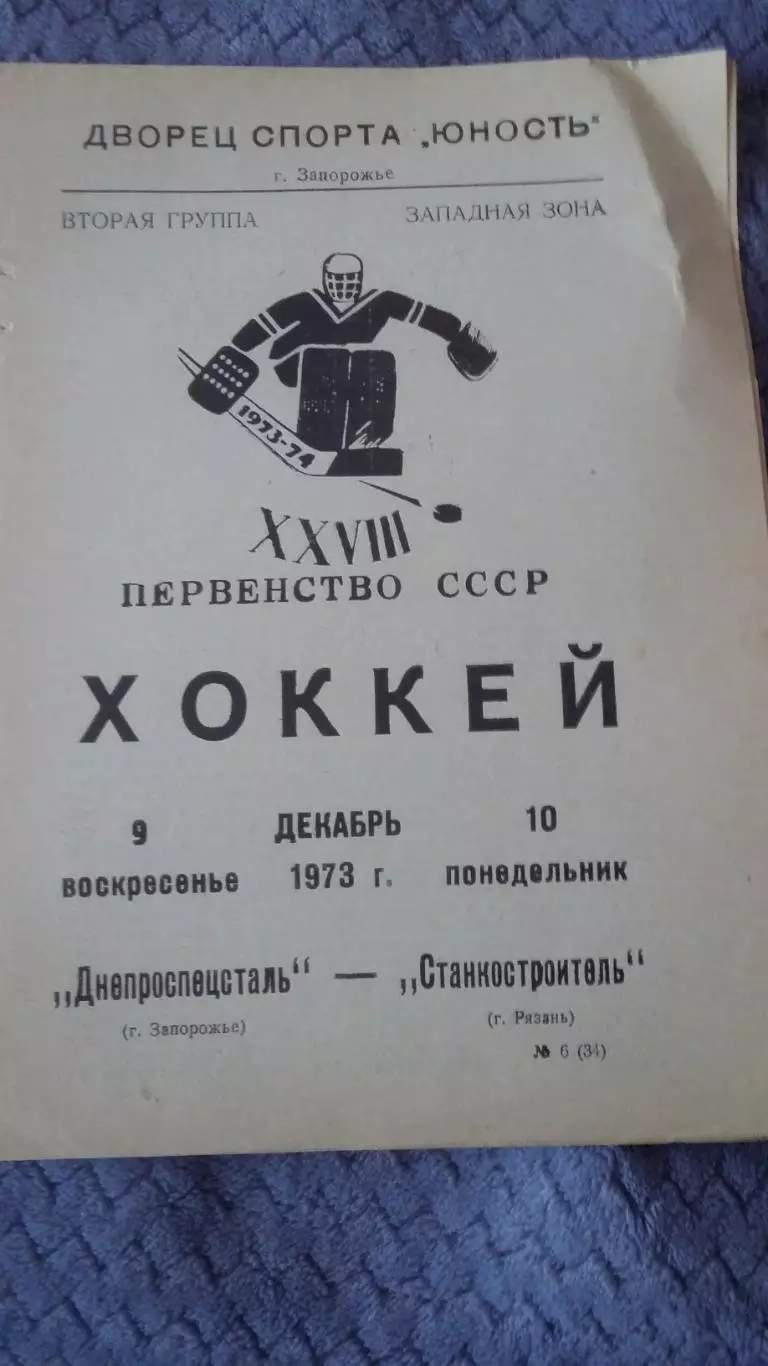 ДВОРЕЦ СПОРТА „ЮНОСТЬ“
г. Запорожье
ВТОРАЯ ГРУППА ЗАПАДНАЯ ЗОНА
1973-74
XXVIII
ПЕРВЕНСТВО СССР
ХОККЕЙ
9 ДЕКАБРЬ 10
воскресенье 1973 г. понедельник
„Днепроспецсталь“ — „Станкостроитель“
(г. Запорожье) (г. Рязань)
№ 6 (34)